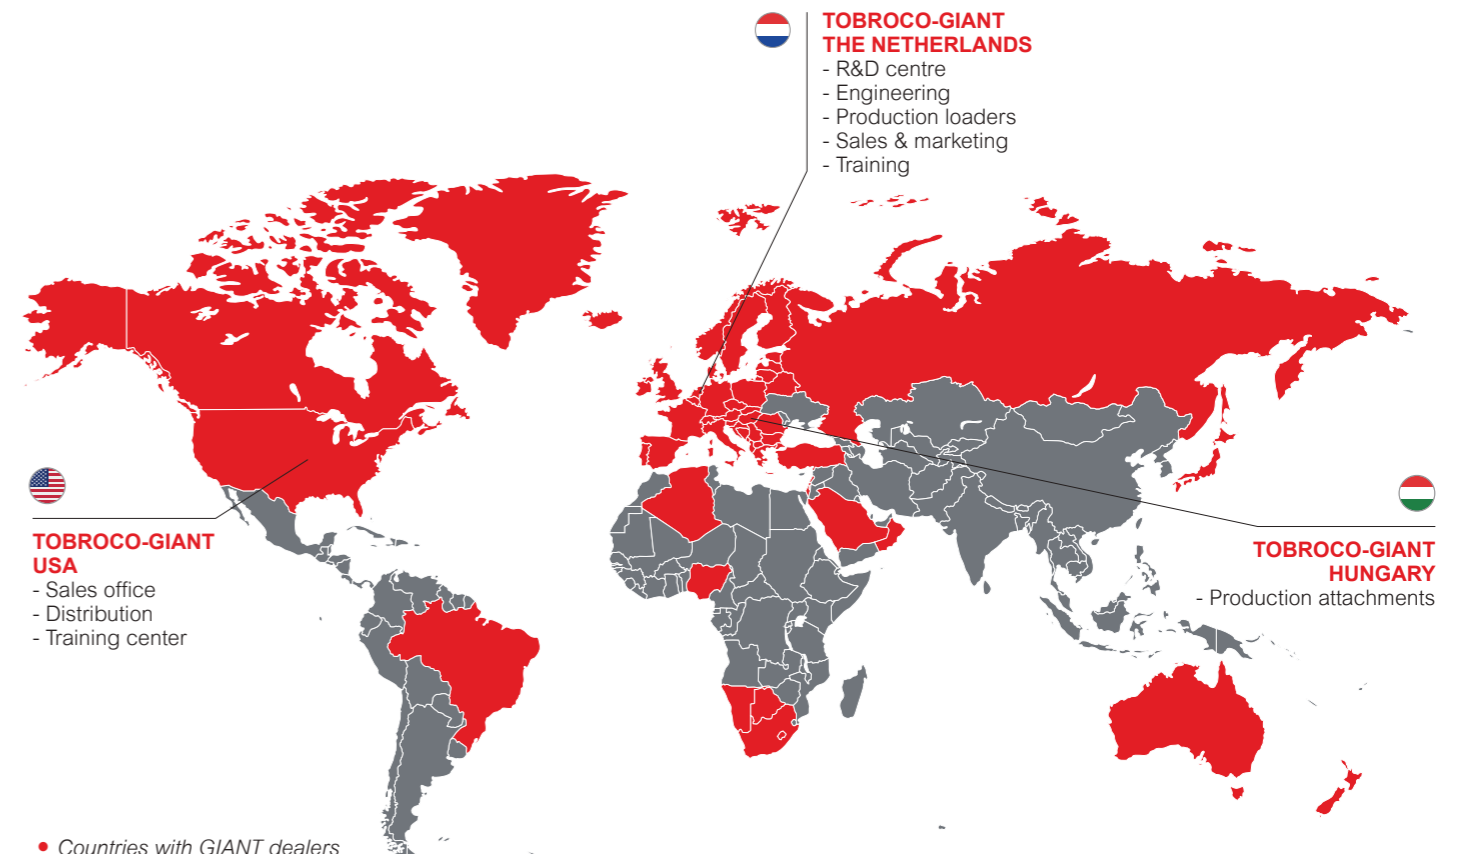 TOBROCO-GIANT
THE NETHERLANDS
- R&D centre
- Engineering
- Production loaders
- Sales & marketing
- Training
TOBROCO-GIANT
USA
- Sales office
- Distribution
- Training center
TOBROCO-GIANT
HUNGARY
- Production attachments
• Countries with GIANT dealers